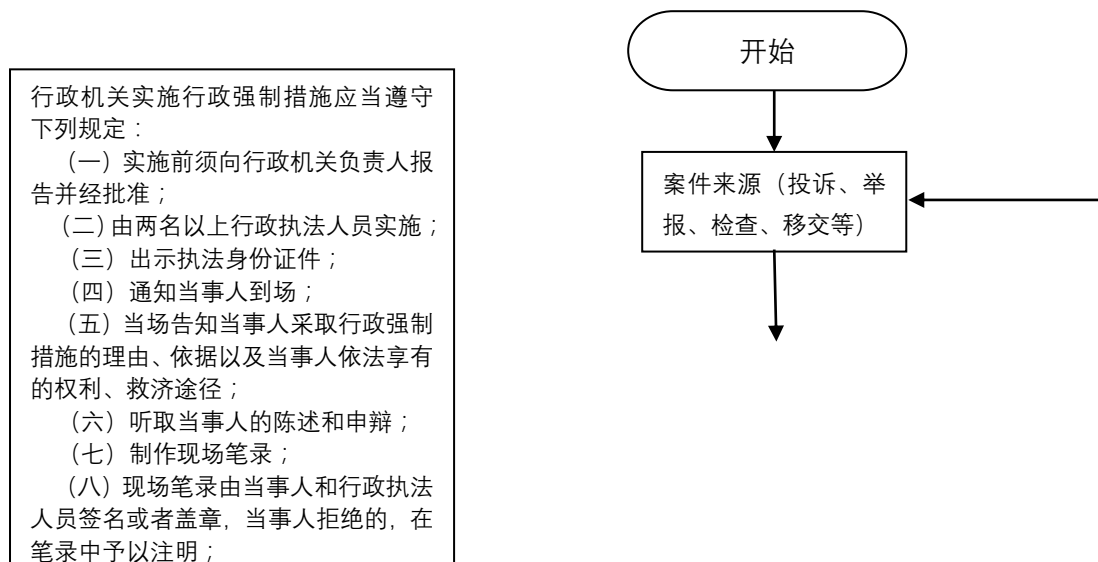 开始
行政机关实施行政强制措施应当遵守
下列规定：
（一）实施前须向行政机关负责人报
告并经批准；
（二）由两名以上行政执法人员实施；
（三）出示执法身份证件；
（四）通知当事人到场；
（五）当场告知当事人采取行政强制
措施的理由、依据以及当事人依法享有
的权利、救济途径；
（六）听取当事人的陈述和申辩；
（七）制作现场笔录；
（八）现场笔录由当事人和行政执法
人员签名或者盖章，当事人拒绝的，在
笔录中予以注明；
案件来源（投诉、举
报、检查、移交等）